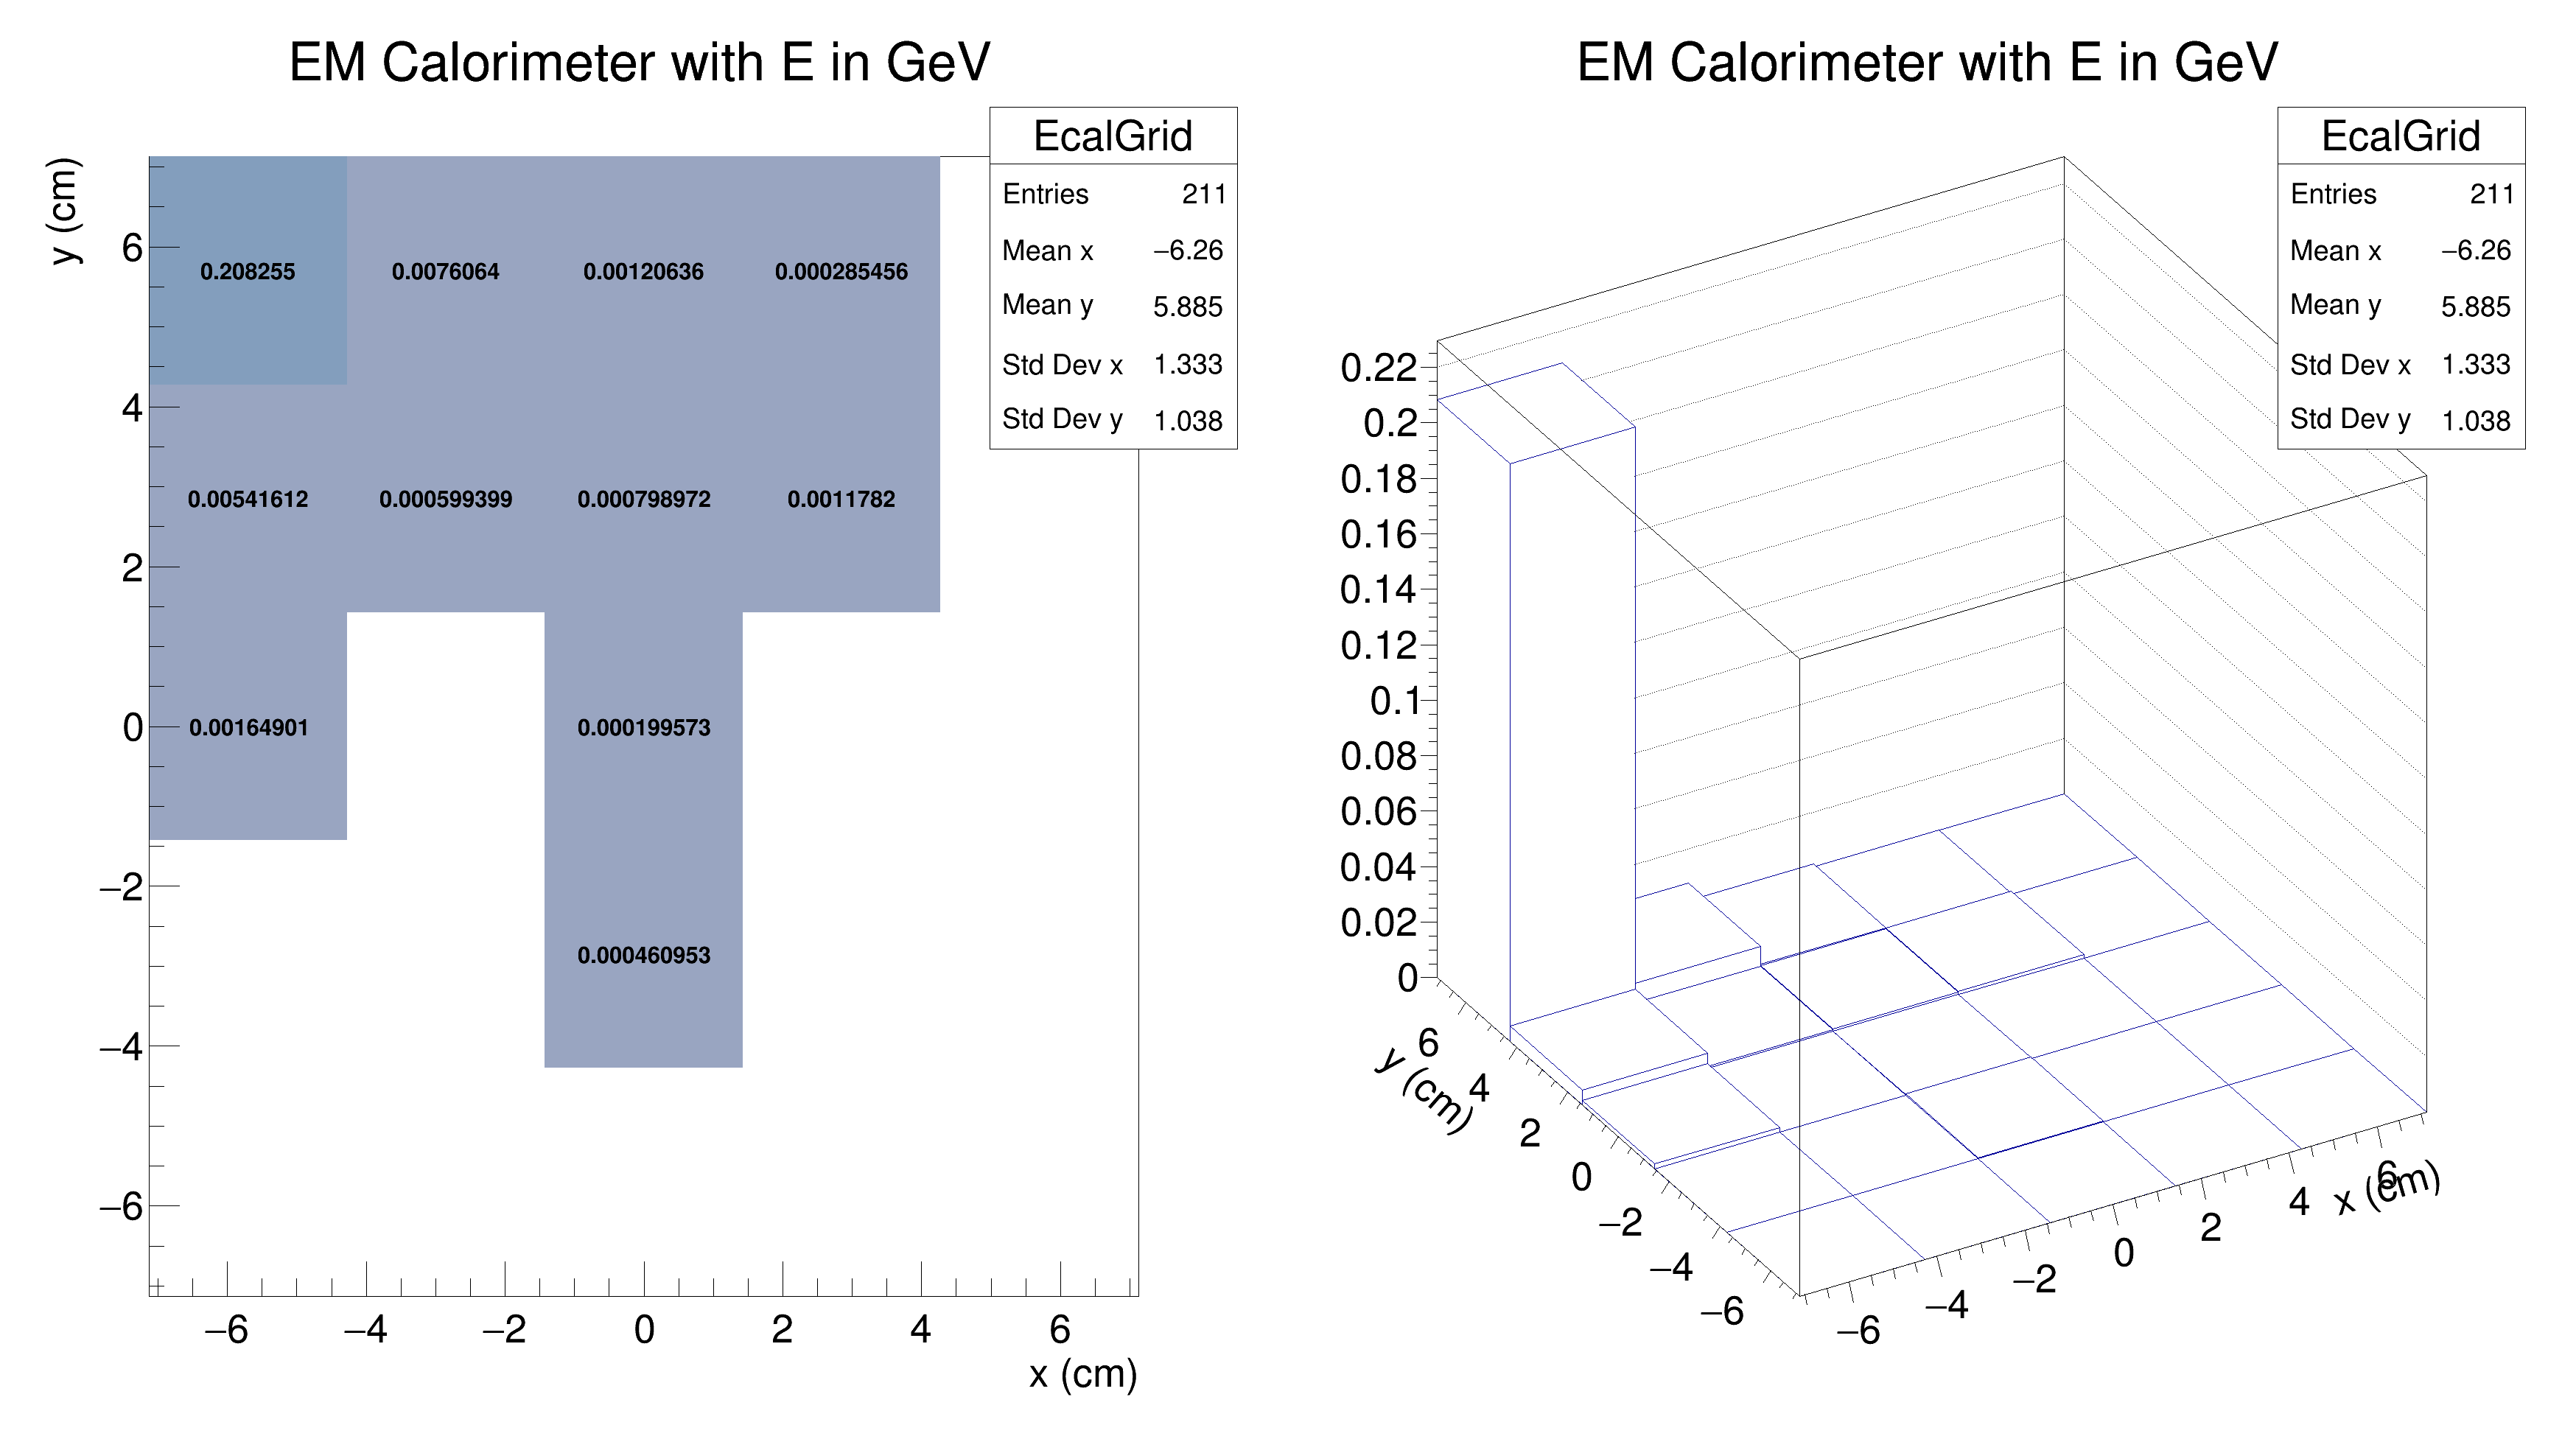 EM Calorimeter with E in GeV
EcalGrid
Entries 211
Mean x −6.26
Mean y 5.885
Std Dev x 1.333
Std Dev y 1.038
y (cm)
6
4
2
0
−2
−4
−6
0.208255 0.0076064 0.00120636 0.000285456
0.00541612 0.000599399 0.000798972 0.0011782
0.00164901 0.000199573
0.000460953
−6 −4 −2 0 2 4 6
x (cm)
EM Calorimeter with E in GeV
EcalGrid
Entries 211
Mean x −6.26
Mean y 5.885
Std Dev x 1.333
Std Dev y 1.038
0.22
0.2
0.18
0.16
0.14
0.12
0.1
0.08
0.06
0.04
0.02
0
6
4
2
0
−2
−4
−6
y (cm)
−6
−4
−2
0
2
4
6
x (cm)